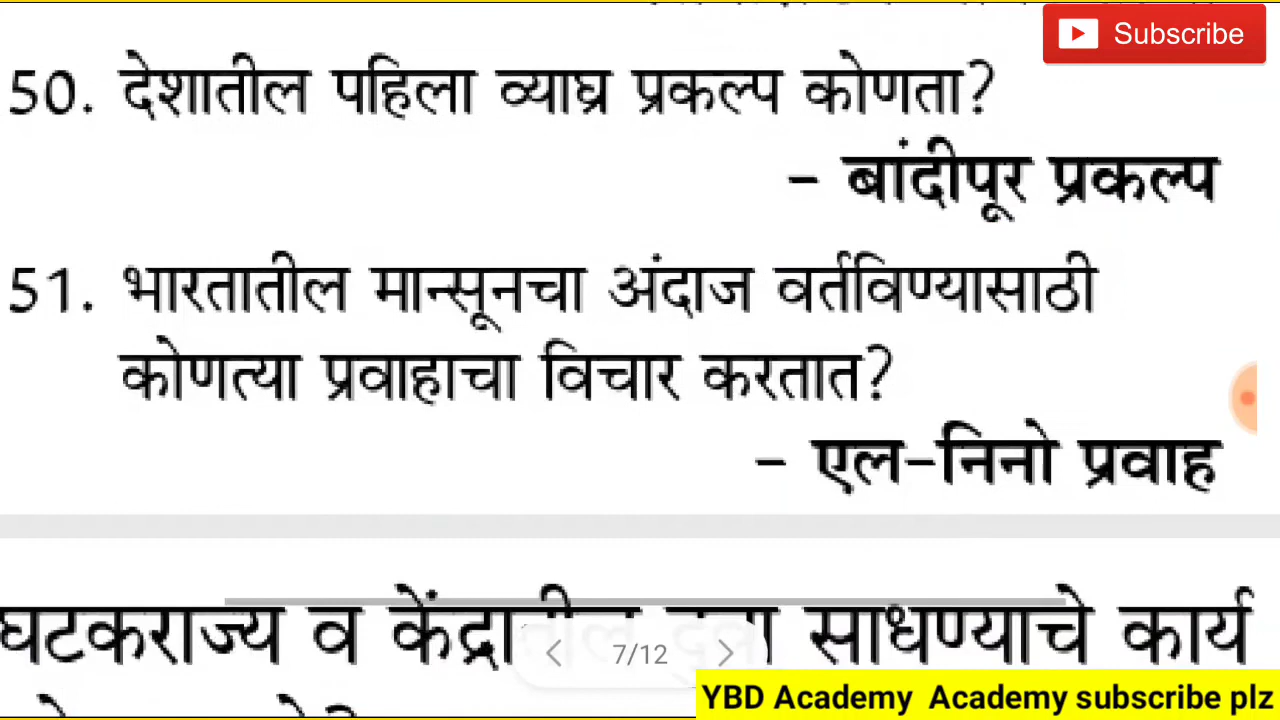 Subscribe
50. देशातील पहिला व्याघ्र प्रकल्प कोणता?
- बांदीपूर प्रकल्प
51. भारतातील मान्सूनचा अंदाज वर्तविण्यासाठी
कोणत्या प्रवाहाचा विचार करतात?
- एल-निनो प्रवाह
घटकराज्य व साधण्याचे कार्य
7/12
YBD Academy Academy subscribe plz